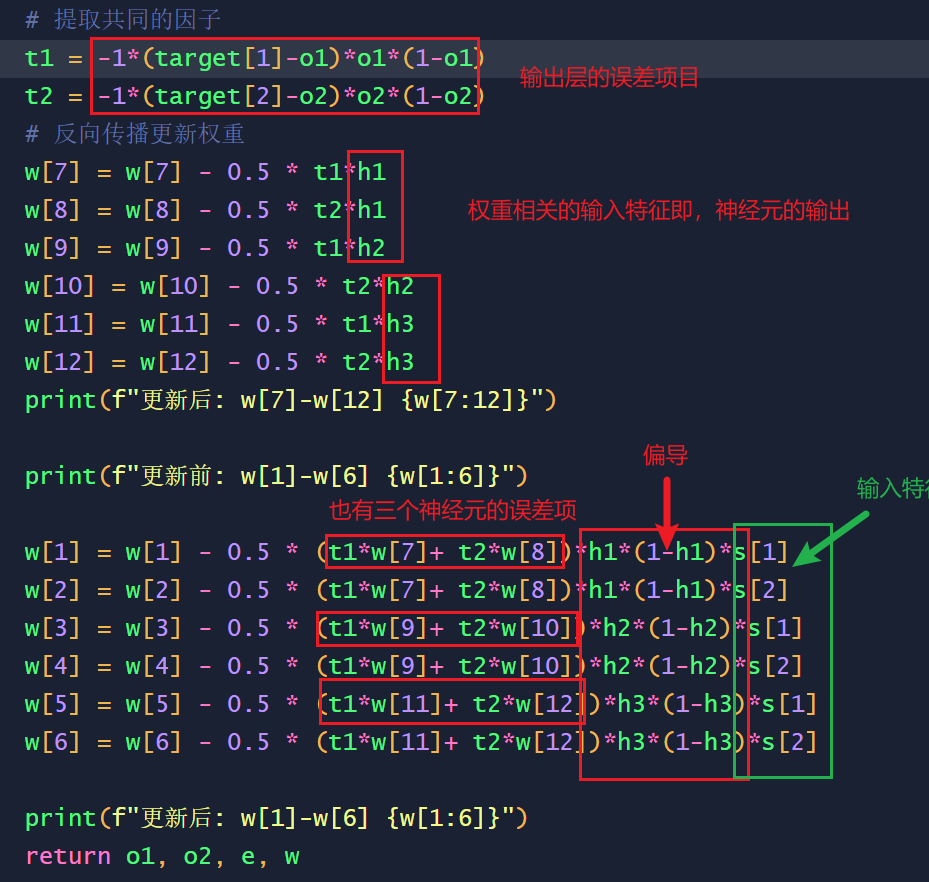 # 提取共同的因子
t1 = -1*(target[1]-o1)*o1*(1-o1)
输出层的误差项目
t2 = -1*(target[2]-o2)*o2*(1-o2)
# 反向传播更新权重
w[7] = w[7] - 0.5 * t1*h1
w[8] = w[8] - 0.5 * t2*h1
权重相关的输入特征即，神经元的输出
w[9] = w[9] - 0.5 * t1*h2
w[10] = w[10] - 0.5 * t2*h2
w[11] = w[11] - 0.5 * t1*h3
w[12] = w[12] - 0.5 * t2*h3
print(f"更新后: w[7]-w[12] {w[7:12]}")
偏导
print(f"更新前: w[1]-w[6] {w[1:6]}")
输入特
也有三个神经元的误差项
w[1] = w[1] - 0.5 * (t1*w[7]+ t2*w[8])*h1*(1-h1)*s[1]
w[2] = w[2] - 0.5 * (t1*w[7]+ t2*w[8])*h1*(1-h1)*s[2]
w[3] = w[3] - 0.5 * (t1*w[9]+ t2*w[10])*h2*(1-h2)*s[1]
w[4] = w[4] - 0.5 * (t1*w[9]+ t2*w[10])*h2*(1-h2)*s[2]
w[5] = w[5] - 0.5 * (t1*w[11]+ t2*w[12])*h3*(1-h3)*s[1]
w[6] = w[6] - 0.5 * (t1*w[11]+ t2*w[12])*h3*(1-h3)*s[2]
print(f"更新后: w[1]-w[6] {w[1:6]}")
return o1, o2, e, w